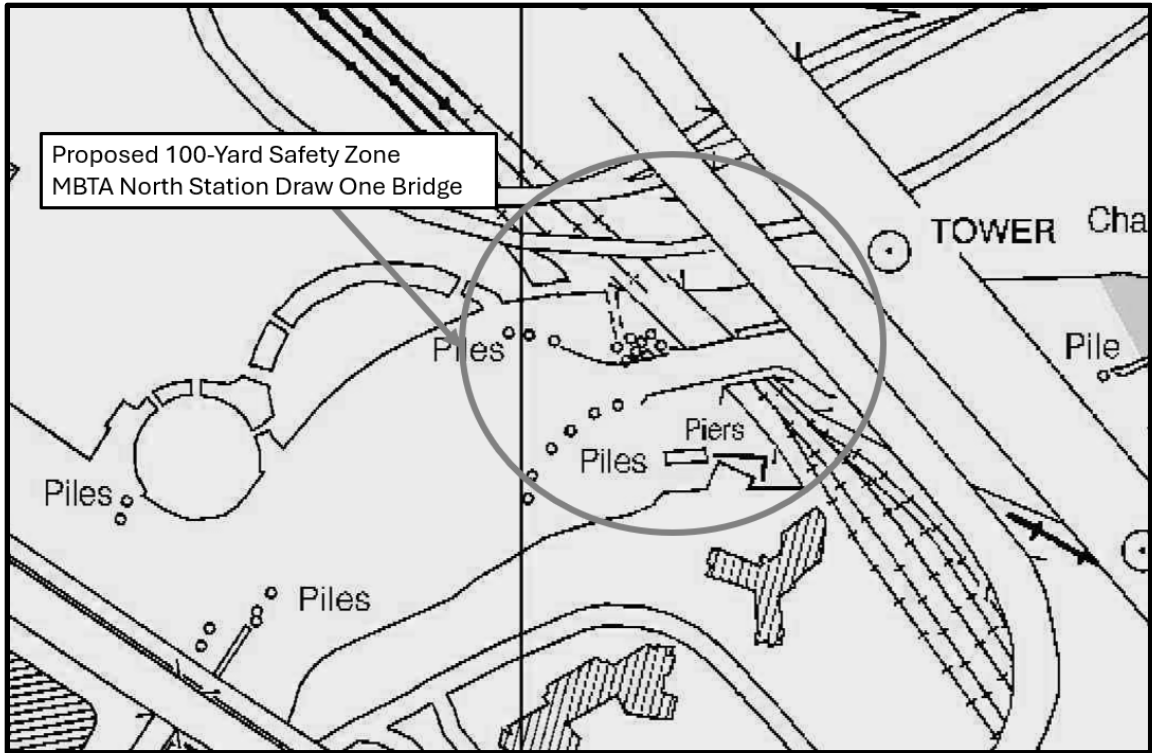 Proposed 100-Yard Safety Zone
MBTA North Station Draw One Bridge
TOWER
Cha
Piles
Pile
Piers
Piles
Piles
Piles